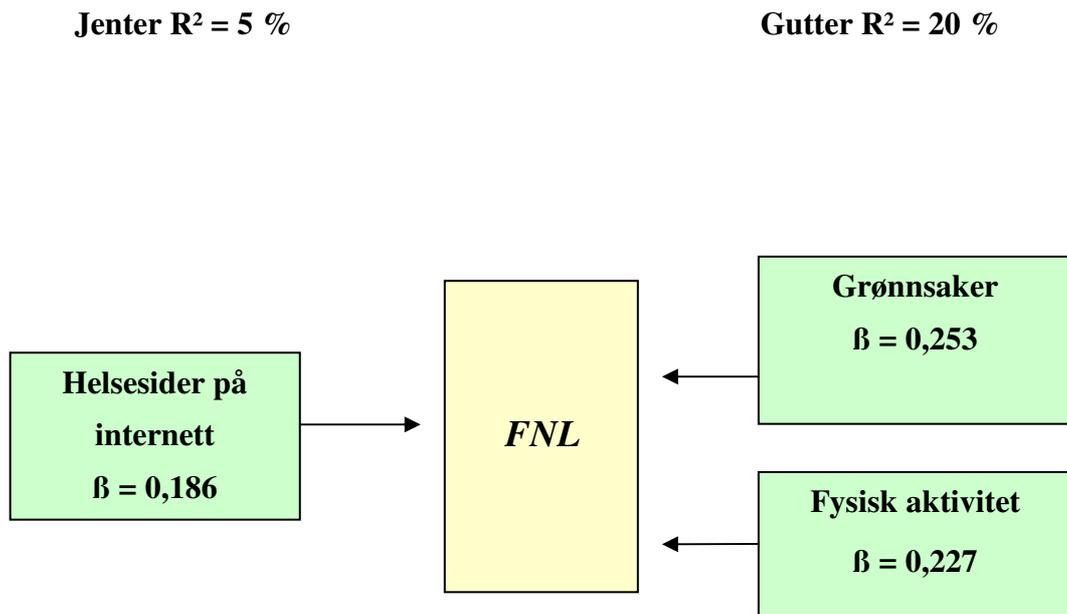 Jenter R² = 5 %
Gutter R² = 20 %
Helsesider på
internett
ß = 0,186
FNL
Grønnsaker
ß = 0,253
Fysisk aktivitet
ß = 0,227